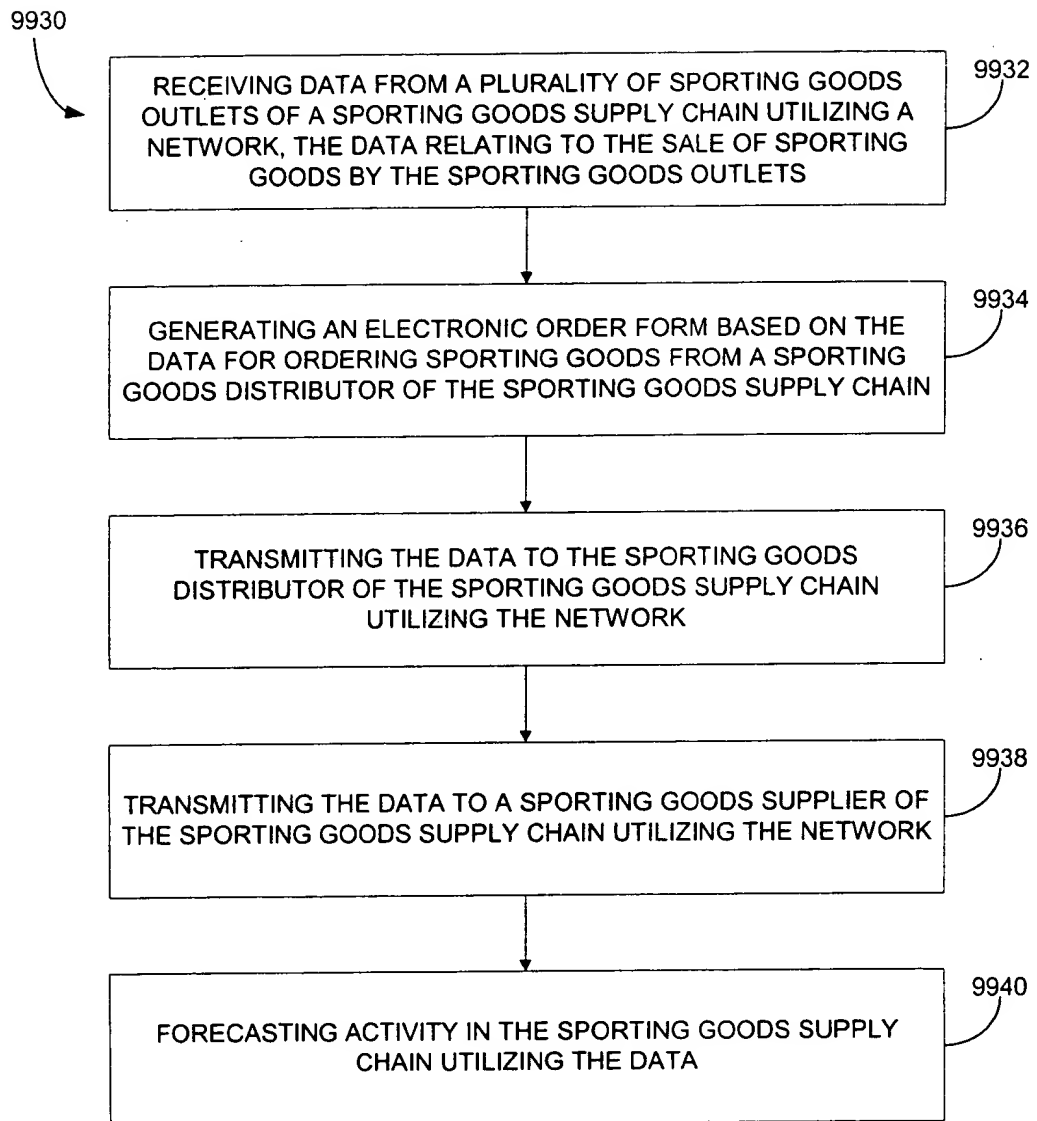 9930
RECEIVING DATA FROM A PLURALITY OF SPORTING GOODS
OUTLETS OF A SPORTING GOODS SUPPLY CHAIN UTILIZING A
NETWORK, THE DATA RELATING TO THE SALE OF SPORTING
GOODS BY THE SPORTING GOODS OUTLETS
9932
GENERATING AN ELECTRONIC ORDER FORM BASED ON THE
DATA FOR ORDERING SPORTING GOODS FROM A SPORTING
GOODS DISTRIBUTOR OF THE SPORTING GOODS SUPPLY CHAIN
9934
TRANSMITTING THE DATA TO THE SPORTING GOODS
DISTRIBUTOR OF THE SPORTING GOODS SUPPLY CHAIN
UTILIZING THE NETWORK
9936
TRANSMITTING THE DATA TO A SPORTING GOODS SUPPLIER OF
THE SPORTING GOODS SUPPLY CHAIN UTILIZING THE NETWORK
9938
FORECASTING ACTIVITY IN THE SPORTING GOODS SUPPLY
CHAIN UTILIZING THE DATA
9940